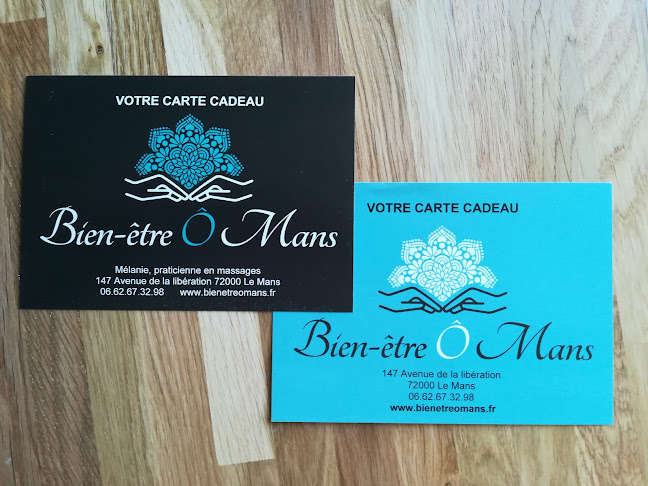 VOTRE CARTE CADEAU
Bien-être Ô Mans
Mélanie, praticienne en massages
147 Avenue de la libération 72000 Le Mans
06.62.67.32.98 www.bienetreomans.fr
VOTRE CARTE CADEAU
Bien-être Ô Mans
147 Avenue de la libération
72000 Le Mans
06.62.67.32.98
www.bienetreomans.fr